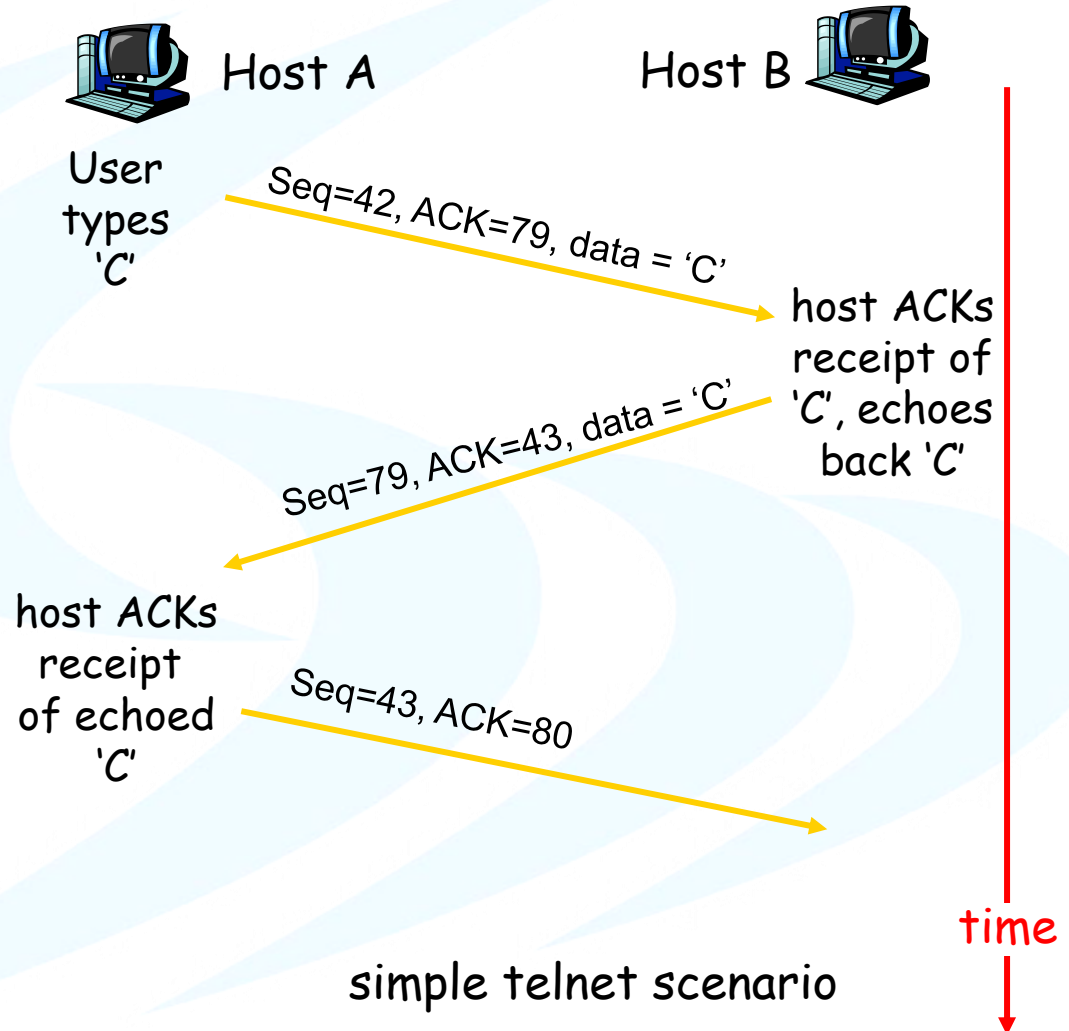 Host A
Host B
User
types
‘C’
Seq=42, ACK=79, data = ‘C’
host ACKs
receipt of
‘C’, echoes
back ‘C’
Seq=79, ACK=43, data = ‘C’
host ACKs
receipt
of echoed
‘C’
Seq=43, ACK=80
time
simple telnet scenario